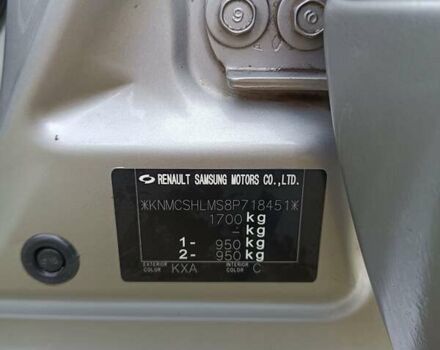 RENAULT SAMSUNG MOTORS CO.,LTD.
*KNMCSHLMS8P718451*
1700 kg
- kg
1- 950 kg
2- 950 kg
EXTERIOR COLOR KXA INTERIOR COLOR C